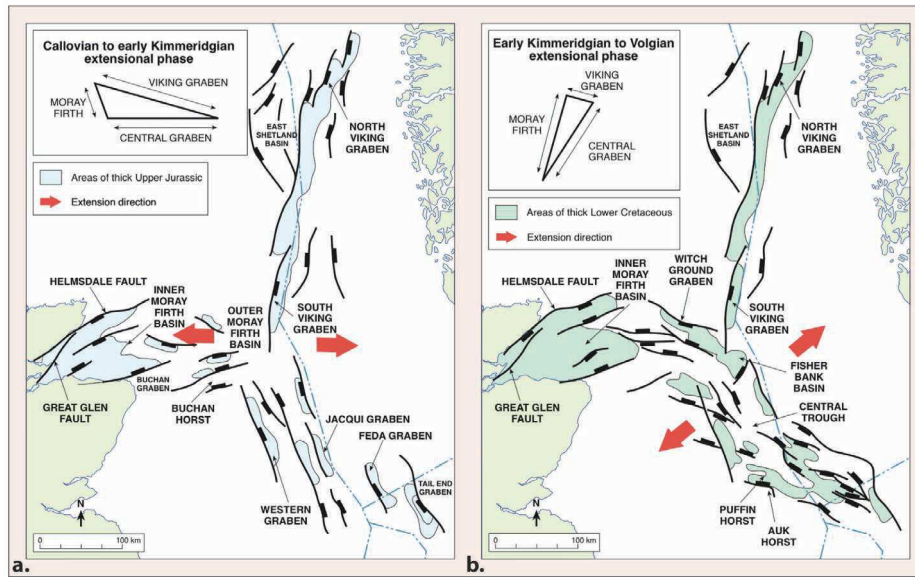 Callovian to early Kimmeridgian
extensional phase
VIKING GRABEN
MORAY
FIRTH
CENTRAL GRABEN
Areas of thick Upper Jurassic
Extension direction
EAST
SHETLAND
BASIN
NORTH
VIKING
GRABEN
HELMSDALE FAULT
INNER
MORAY
FIRTH
BASIN
OUTER
MORAY
FIRTH
BASIN
SOUTH
VIKING
GRABEN
BUCHAN
GRABEN
BUCHAN
HORST
GREAT GLEN
FAULT
JACQUI GRABEN
FEDA GRABEN
TAIL END
GRABEN
WESTERN
GRABEN
N
0
100 km
a.
Early Kimmeridgian to Volgian
extensional phase
VIKING
GRABEN
MORAY
FIRTH
CENTRAL
GRABEN
Areas of thick Lower Cretaceous
Extension direction
EAST
SHETLAND
BASIN
NORTH
VIKING
GRABEN
HELMSDALE FAULT
INNER
MORAY
FIRTH
BASIN
WITCH
GROUND
GRABEN
SOUTH
VIKING
GRABEN
FISHER
BANK
BASIN
GREAT GLEN
FAULT
CENTRAL
TROUGH
PUFFIN
HORST
AUK
HORST
N
0
100 km
b.